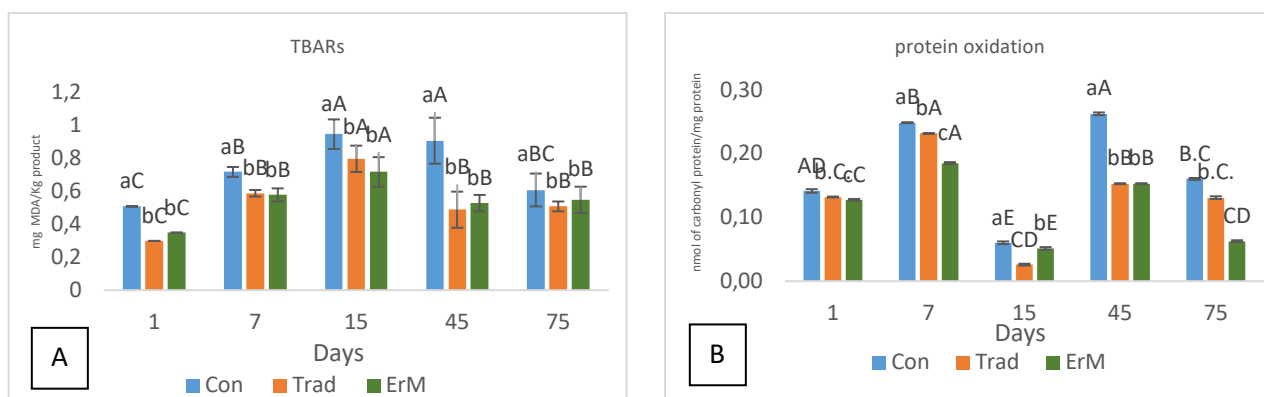 TBARs
mg MDA/Kg product
1,2
1
0,8
0,6
0,4
0,2
0
aC
bC
bC
aB
bB
bB
aA
bA
bA
aA
bB
bB
aBC
bB
bB
1 7 15 45 75
Days
Con Trad ErM
A
protein oxidation
nmol of carbonyl protein/mg protein
0,30
0,20
0,10
0,00
AD
b.C.
cC
aB
bA
cA
aE
CD
bE
aA
bB
bB
B.C
b.C.
CD
1 7 15 45 75
Days
Con Trad ErM
B